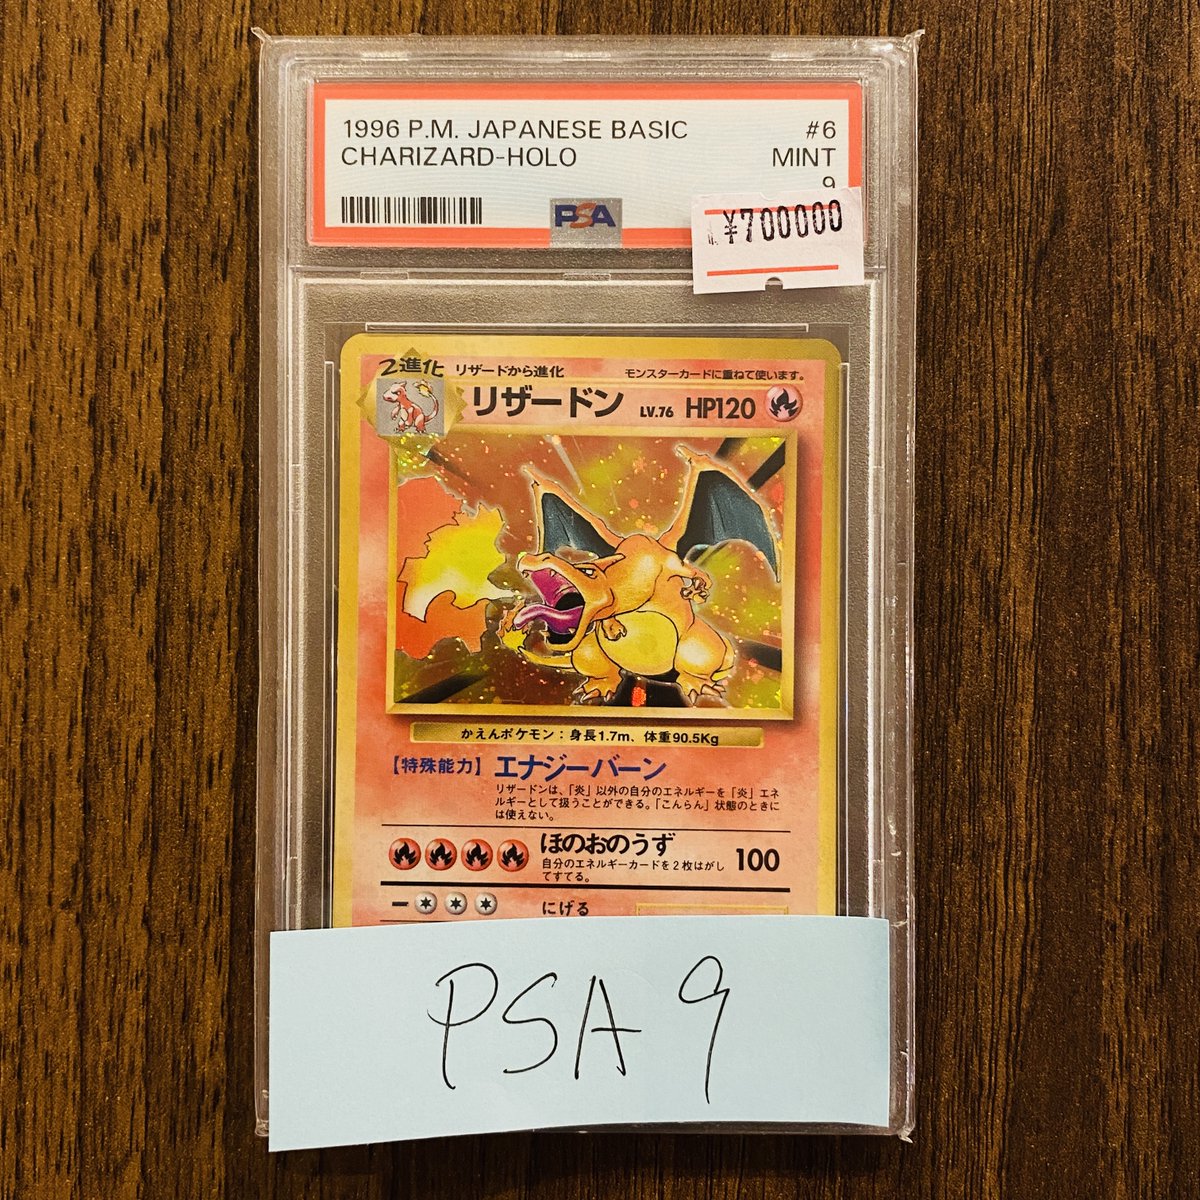 1996 P.M. JAPANESE BASIC #6
CHARIZARD-HOLO MINT
9
PSA
¥700000
2進化 リザードから進化 モンスターカードに重ねて使います。
リザードン LV.76 HP120
かえんポケモン：身長1.7m、体重90.5Kg
【特殊能力】エナジーバーン
リザードンは、「炎」以外の自分のエネルギーを「炎」エネ
ルギーとして扱うことができる。「こんらん」状態のときに
は使えない。
ほのおのうず 100
自分のエネルギーカードを2枚はがし
てすてる。
にげる
PSA 9